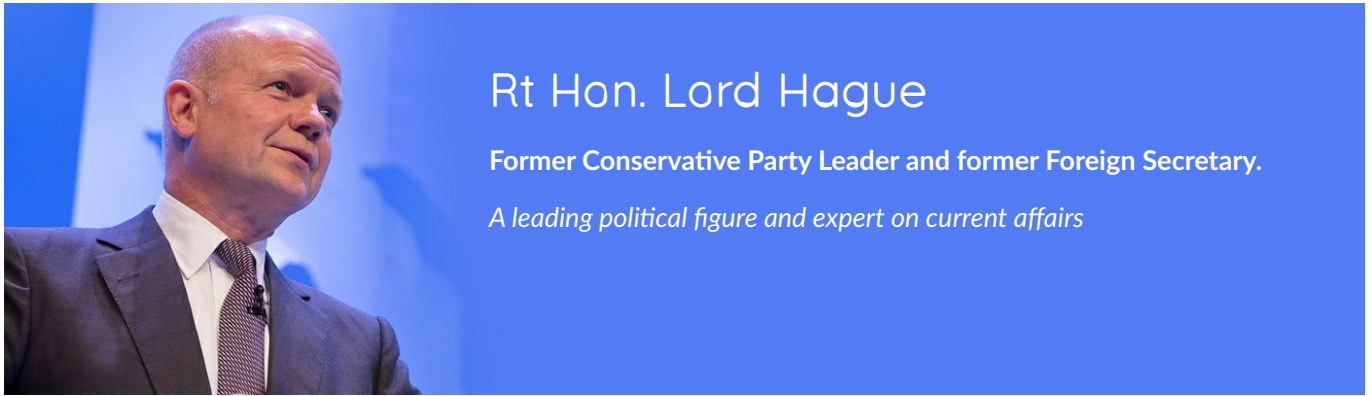 Rt Hon. Lord Hague
Former Conservative Party Leader and former Foreign Secretary.
A leading political figure and expert on current affairs